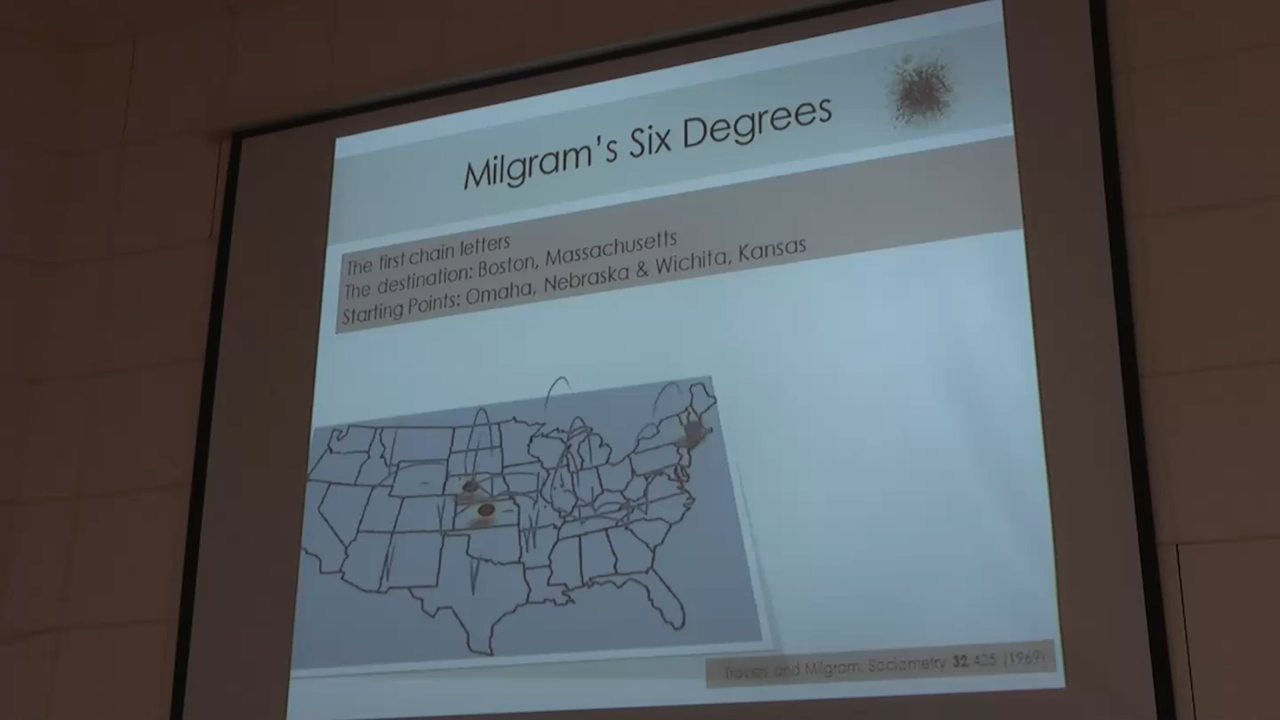 Milgram's Six Degrees
The first chain letters
The destination: Boston, Massachusetts
Starting Points: Omaha, Nebraska & Wichita, Kansas
Travers and Milgram, Sociometry 32 425 (1969)